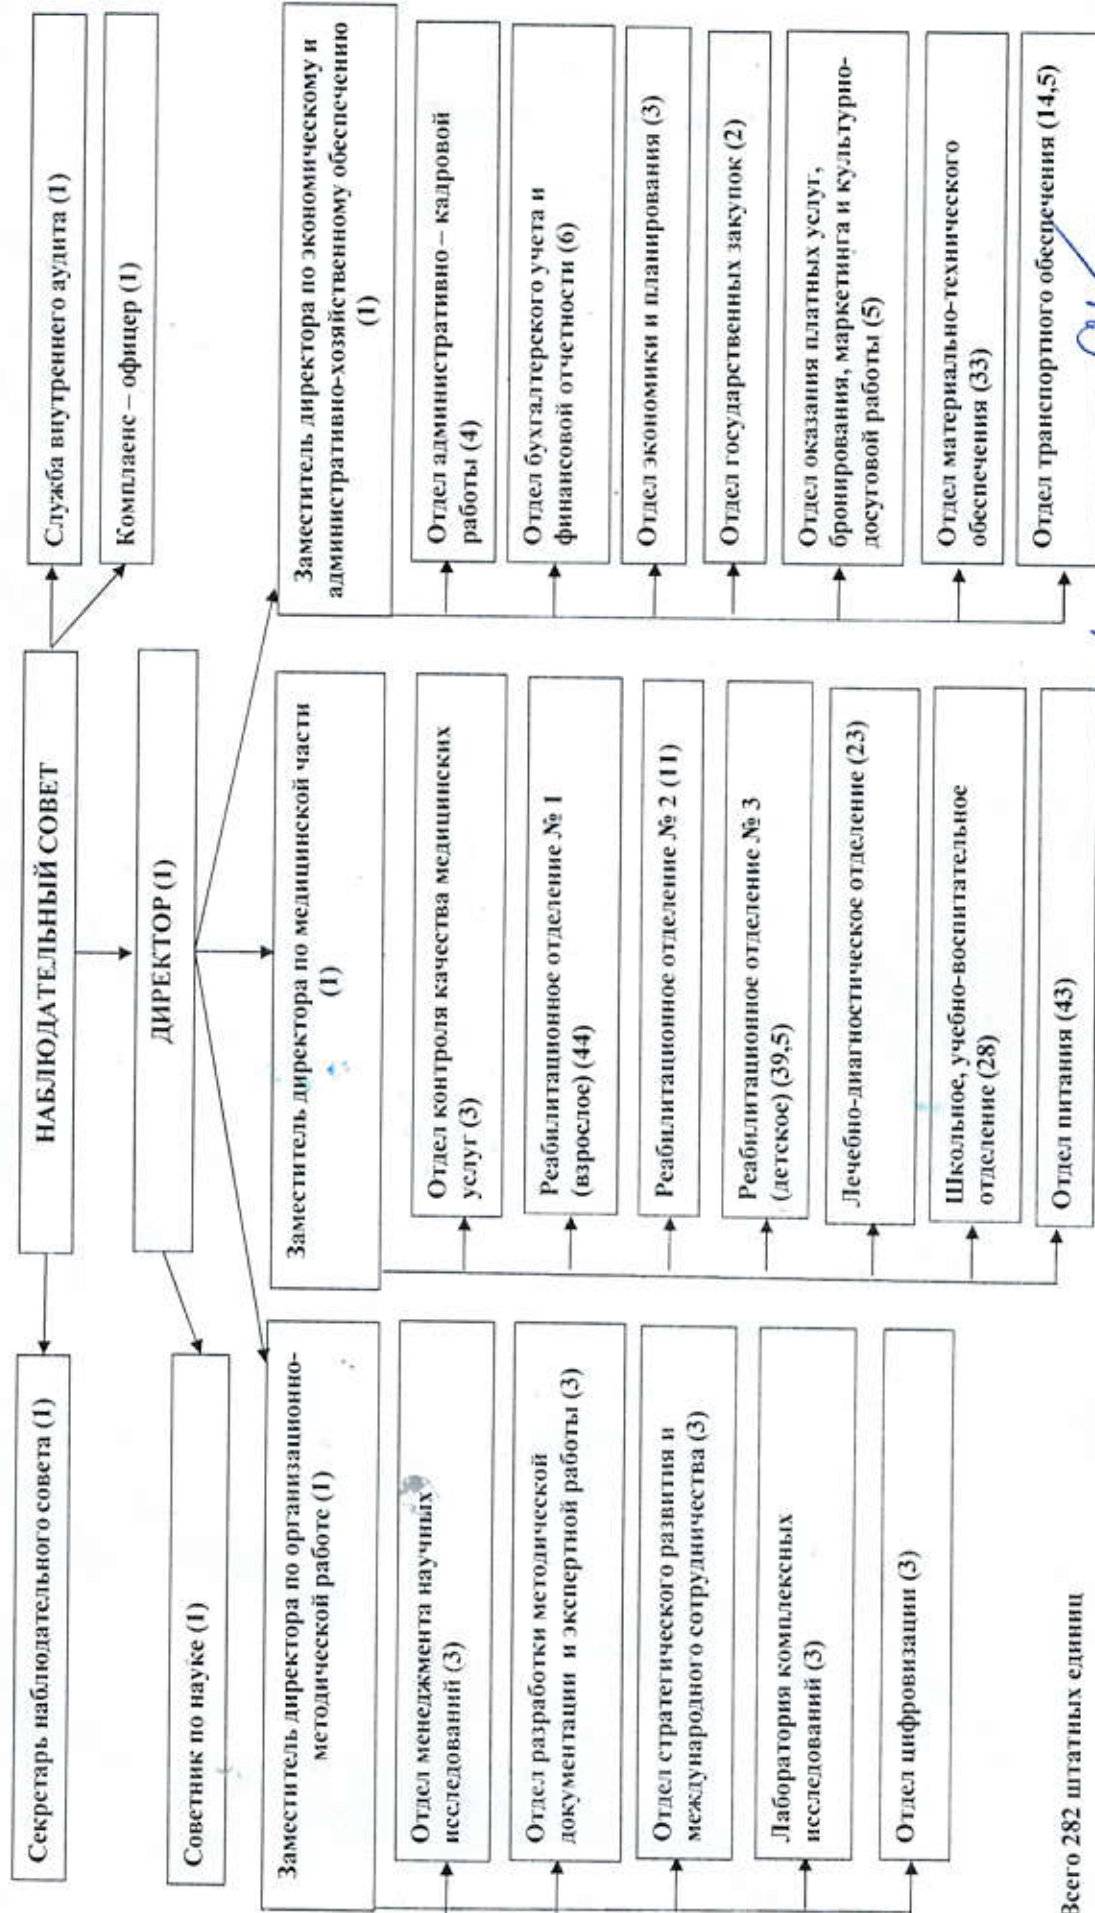 НАБЛЮДАТЕЛЬНЫЙ СОВЕТ
Секретарь наблюдательного совета (1)
Служба внутреннего аудита (1)
Комплаенс – офицер (1)
ДИРЕКТОР (1)
Советник по науке (1)
Заместитель директора по организационно-
методической работе (1)
Отдел менеджмента научных
исследований (3)
Отдел разработки методической
документации и экспертной работы (3)
Отдел стратегического развития и
международного сотрудничества (3)
Лаборатория комплексных
исследований (3)
Отдел цифровизации (3)
Заместитель директора по медицинской части
(1)
Отдел контроля качества медицинских
услуг (3)
Реабилитационное отделение № 1
(взрослое) (44)
Реабилитационное отделение № 2 (11)
Реабилитационное отделение № 3
(детское) (39,5)
Лечебно-диагностическое отделение (23)
Школьное, учебно-воспитательное
отделение (28)
Отдел питания (43)
Заместитель директора по экономическому и
административно-хозяйственному обеспечению
(1)
Отдел административно – кадровой
работы (4)
Отдел бухгалтерского учета и
финансовой отчетности (6)
Отдел экономики и планирования (3)
Отдел государственных закупок (2)
Отдел оказания платных услуг,
бронирования, маркетинга и культурно-
досуговой работы (5)
Отдел материально-технического
обеспечения (33)
Отдел транспортного обеспечения (14,5)
Всего 282 штатных единиц